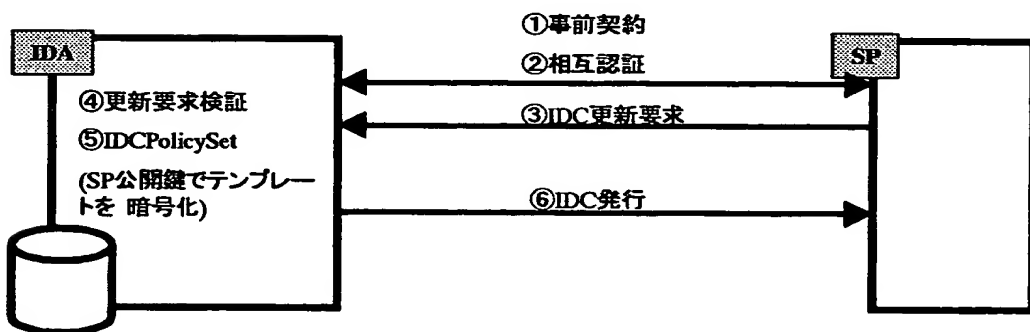 ①事前契約
IDA
SP
②相互認証
④更新要求検証
③IDC更新要求
⑤IDCPolicySet
(SP公開鍵でテンプレー
トを 暗号化)
⑥IDC発行